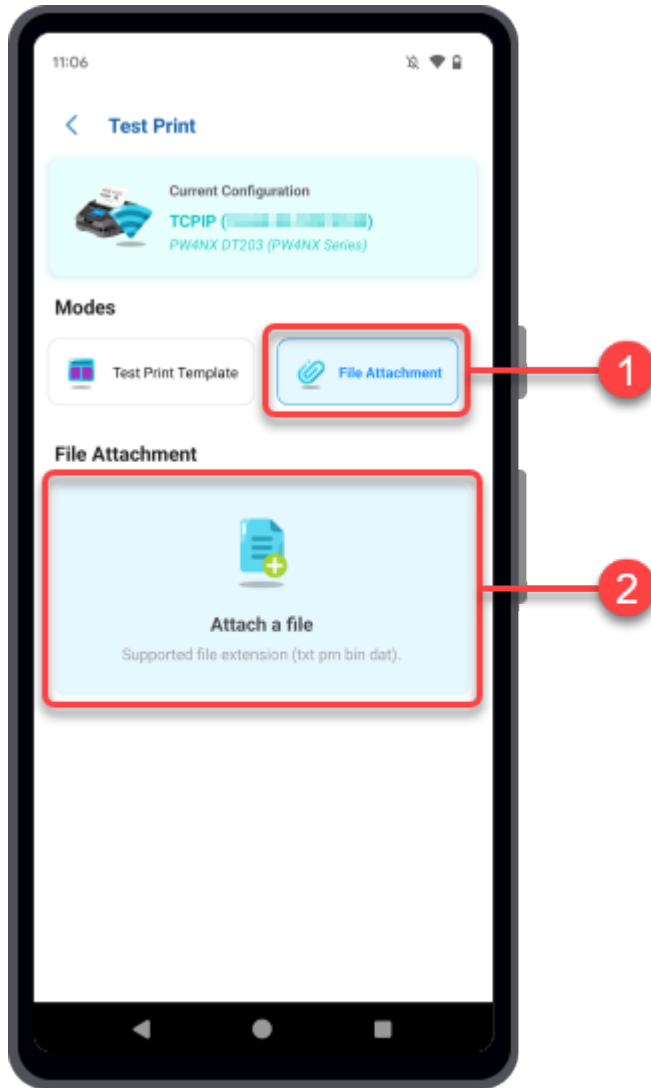 11:06
Test Print
Current Configuration
TCPIP ( )
PW4NX DT203 (PW4NX Series)
Modes
Test Print Template
File Attachment
1
File Attachment
Attach a file
Supported file extension (txt prn bin dat).
2